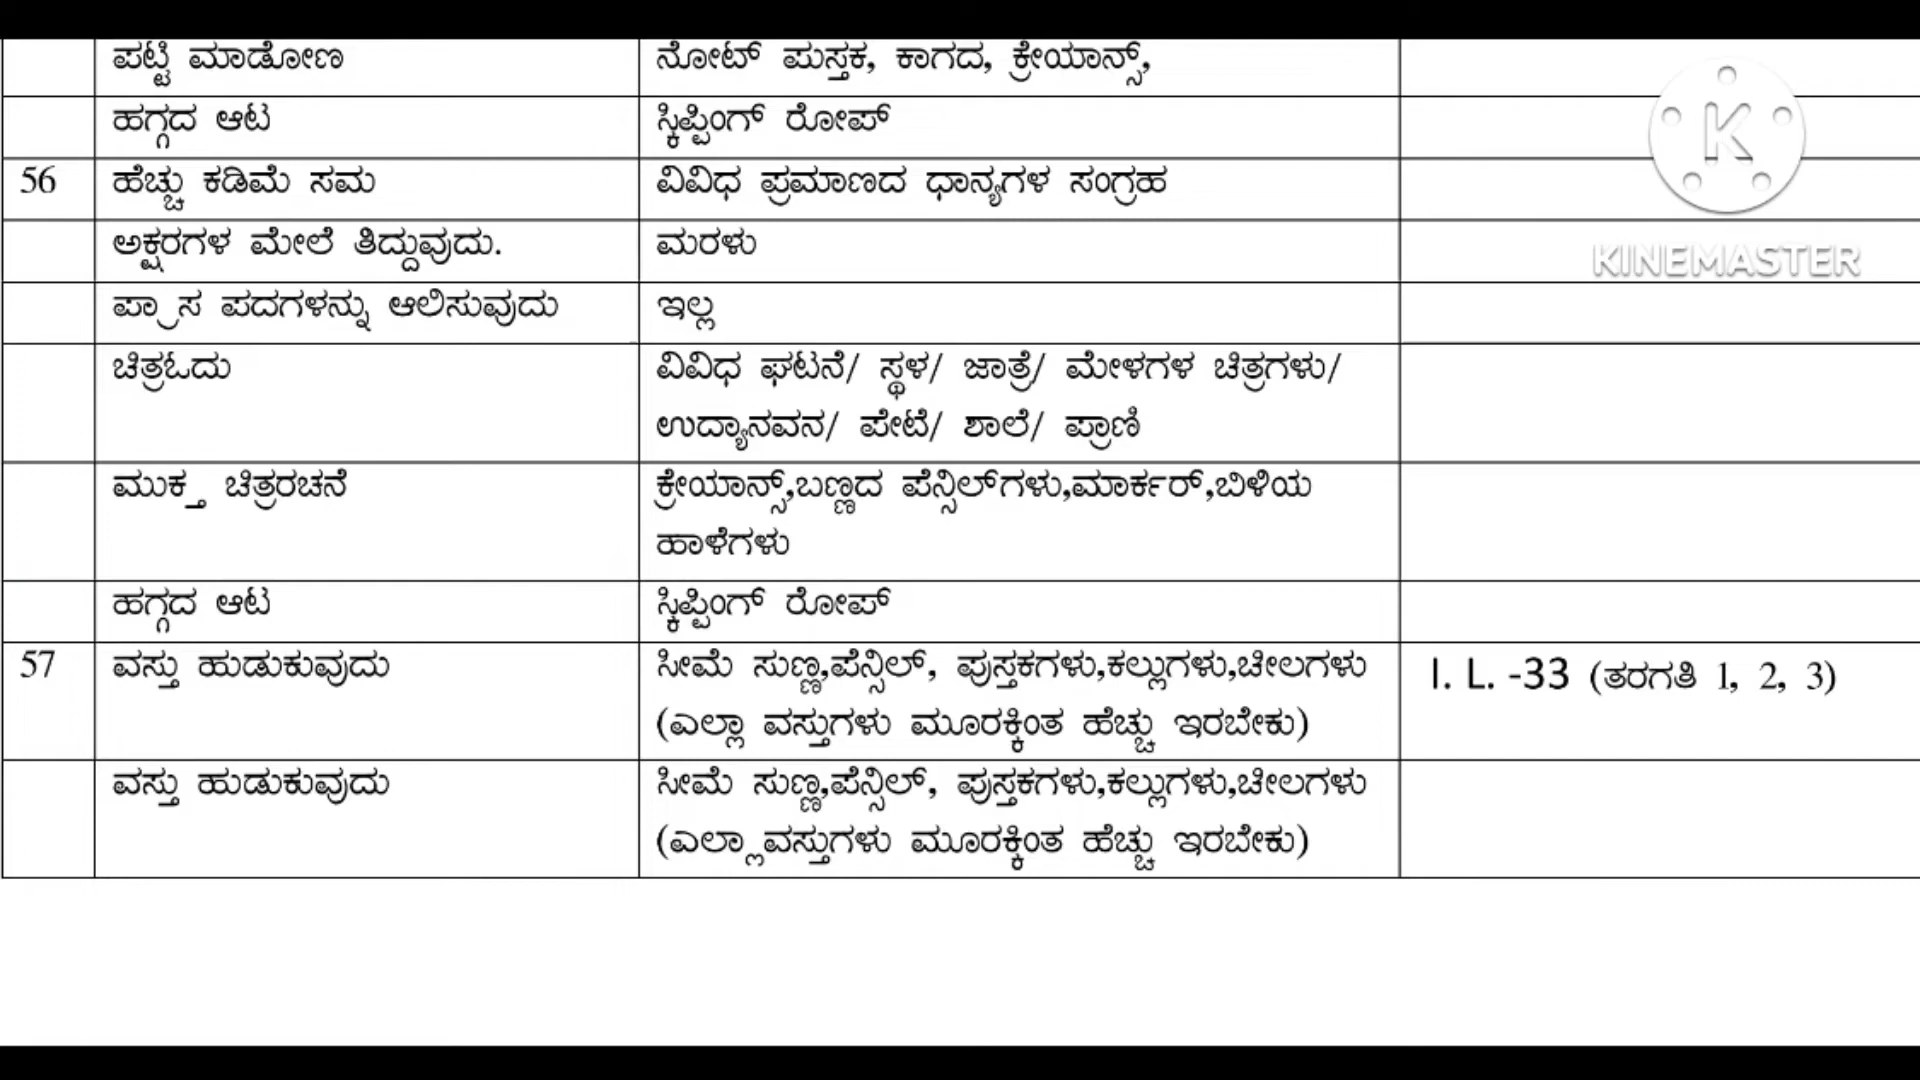 ಪಟ್ಟಿ ಮಾಡೋಣ ನೋಟ್ ಪುಸ್ತಕ, ಕಾಗದ, ಕ್ರೇಯಾನ್ಸ್,
ಹಗ್ಗದ ಆಟ ಸ್ಕಿಪ್ಪಿಂಗ್ ರೋಪ್
56 ಹೆಚ್ಚು ಕಡಿಮೆ ಸಮ ವಿವಿಧ ಪ್ರಮಾಣದ ಧಾನ್ಯಗಳ ಸಂಗ್ರಹ
ಅಕ್ಷರಗಳ ಮೇಲೆ ತಿದ್ದುವುದು. ಮರಳು
KINEMASTER
ಪ್ರಾಸ ಪದಗಳನ್ನು ಆಲಿಸುವುದು ಇಲ್ಲ
ಚಿತ್ರಓದು ವಿವಿಧ ಘಟನೆ/ ಸ್ಥಳ/ ಜಾತ್ರೆ/ ಮೇಳಗಳ ಚಿತ್ರಗಳು/
ಉದ್ಯಾನವನ/ ಪೇಟೆ/ ಶಾಲೆ/ ಪ್ರಾಣಿ
ಮುಕ್ತ ಚಿತ್ರರಚನೆ ಕ್ರೇಯಾನ್ಸ್,ಬಣ್ಣದ ಪೆನ್ಸಿಲ್‌ಗಳು,ಮಾರ್ಕರ್,ಬಿಳಿಯ
ಹಾಳೆಗಳು
ಹಗ್ಗದ ಆಟ ಸ್ಕಿಪ್ಪಿಂಗ್ ರೋಪ್
57 ವಸ್ತು ಹುಡುಕುವುದು ಸೀಮೆ ಸುಣ್ಣ,ಪೆನ್ಸಿಲ್, ಪುಸ್ತಕಗಳು,ಕಲ್ಲುಗಳು,ಚೀಲಗಳು I. L. -33 (ತರಗತಿ 1, 2, 3)
(ಎಲ್ಲಾ ವಸ್ತುಗಳು ಮೂರಕ್ಕಿಂತ ಹೆಚ್ಚು ಇರಬೇಕು)
ವಸ್ತು ಹುಡುಕುವುದು ಸೀಮೆ ಸುಣ್ಣ,ಪೆನ್ಸಿಲ್, ಪುಸ್ತಕಗಳು,ಕಲ್ಲುಗಳು,ಚೀಲಗಳು
(ಎಲ್ಲಾವಸ್ತುಗಳು ಮೂರಕ್ಕಿಂತ ಹೆಚ್ಚು ಇರಬೇಕು)